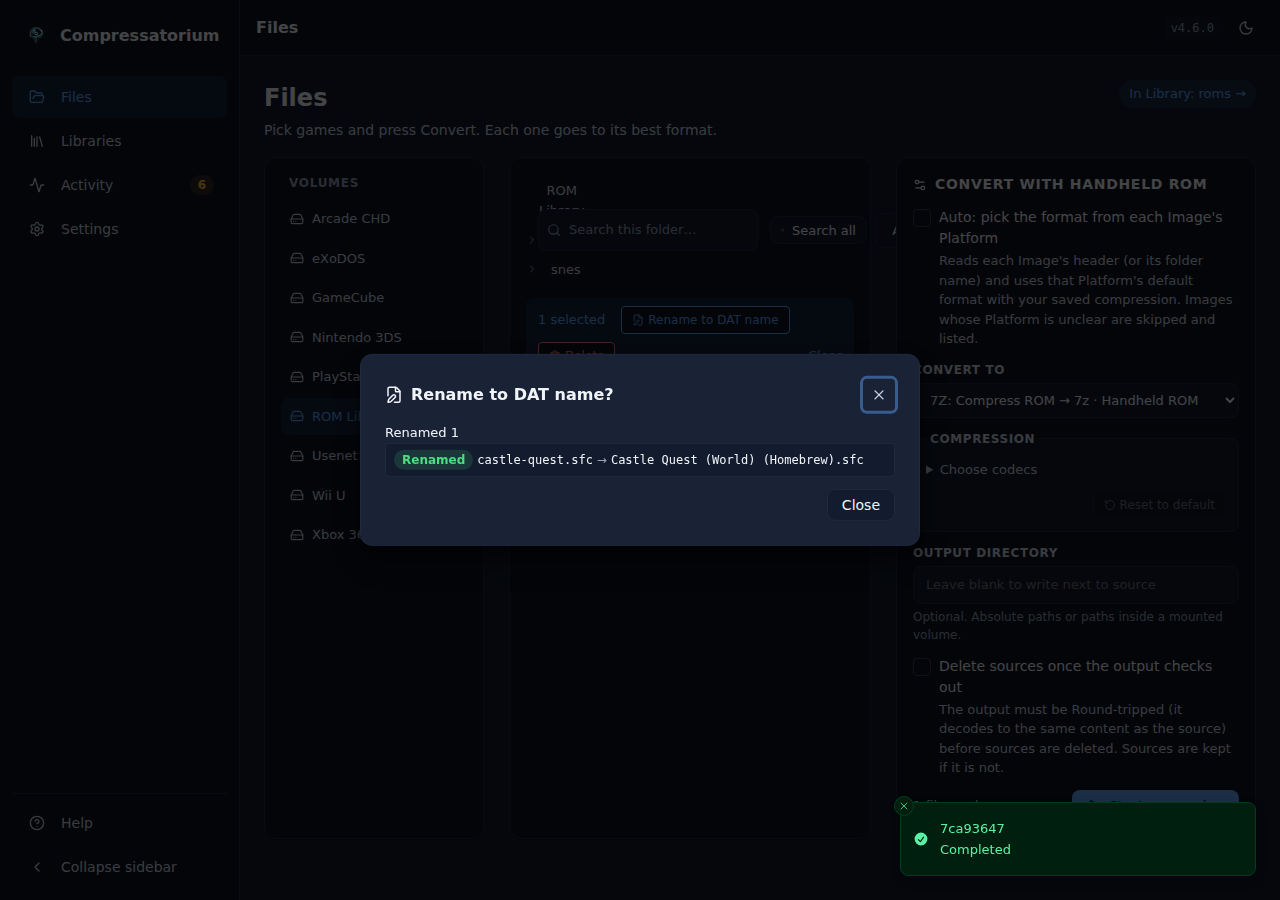 Compressatorium
Files
v4.6.0
Files
Libraries
Activity
6
Settings
Help
Collapse sidebar
Files
In Library: roms →
Pick games and press Convert. Each one goes to its best format.
VOLUMES
Arcade CHD
eXoDOS
GameCube
Nintendo 3DS
ROM Li
Usenet
Wii U
ROM
Library
Search this folder…
Search all
snes
1 selected
Rename to DAT name
Delete
CONVERT WITH HANDHELD ROM
Auto: pick the format from each Image's
Platform
Reads each Image's header (or its folder
name) and uses that Platform's default
format with your saved compression. Images
whose Platform is unclear are skipped and
listed.
CONVERT TO
7Z: Compress ROM → 7z · Handheld ROM
COMPRESSION
Choose codecs
Reset to default
OUTPUT DIRECTORY
Leave blank to write next to source
Optional. Absolute paths or paths inside a mounted
volume.
Delete sources once the output checks
out
The output must be Round-tripped (it
decodes to the same content as the source)
before sources are deleted. Sources are kept
if it is not.
Rename to DAT name?
Renamed 1
Renamed castle-quest.sfc → Castle Quest (World) (Homebrew).sfc
Close
7ca93647
Completed